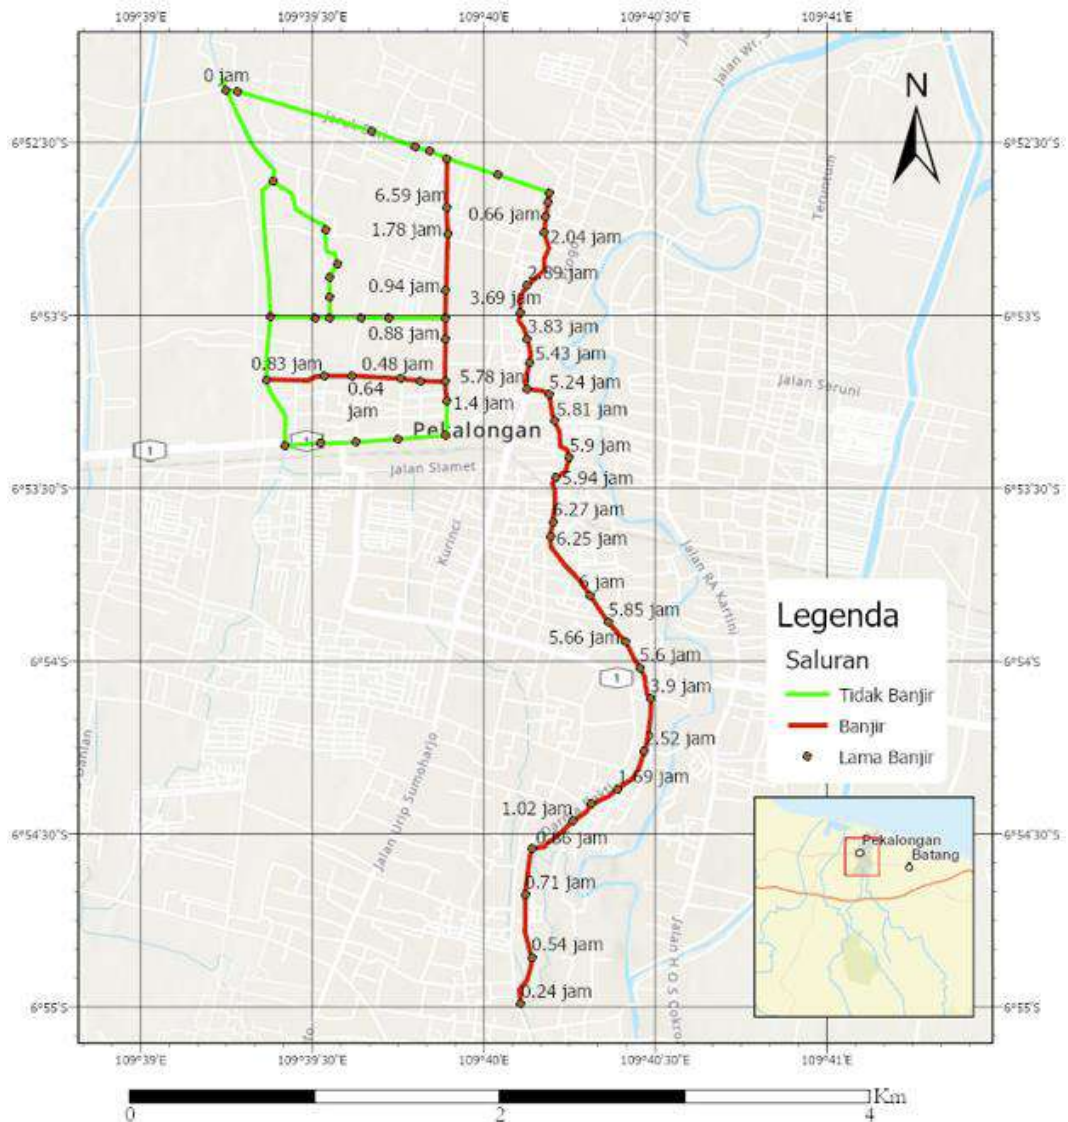 109°39'E 109°39'30"E 109°40'E 109°40'30"E 109°41'E
0 jam
N
Jalan Wr. S
6°52'30"S 6°52'30"S
6.59 jam
0.66 jam
1.78 jam
2.04 jam
Teruntum
0.94 jam
2.89 jam
3.69 jam
6°53'S 6°53'S
0.88 jam
3.83 jam
5.43 jam
0.83 jam
0.48 jam
5.78 jam
5.24 jam
Jalan Seruni
0.64
jam
1.4 jam
5.81 jam
1
1
Pekalongan
5.9 jam
Jalan Slamet
5.94 jam
6°53'30"S 6°53'30"S
6.27 jam
6.25 jam
Kurinci
Jalan RA Kartini
6 jam
5.85 jam
5.66 jam
5.6 jam
6°54'S 6°54'S
1
3.9 jam
2.52 jam
Jalan Urip Sumoharjo
1.69 jam
1.02 jam
0.86 jam
6°54'30"S 6°54'30"S
0.71 jam
0.54 jam
Jalan H O S Cokro
0.24 jam
6°55'S 6°55'S
Legenda
Saluran
Tidak Banjir
Banjir
Lama Banjir
Pekalongan
Batang
109°39'E 109°39'30"E 109°40'E 109°40'30"E 109°41'E
Km
0 2 4